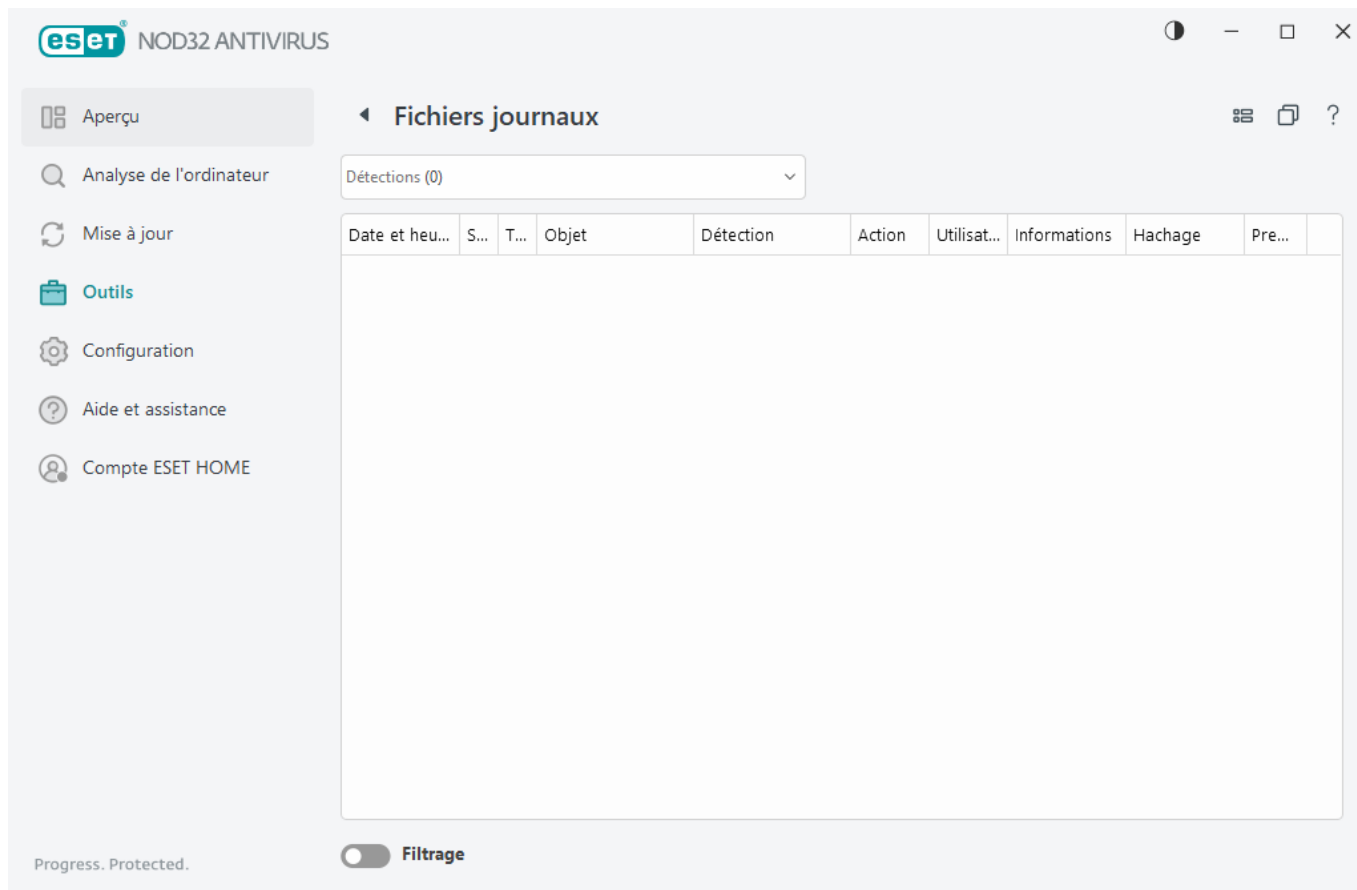 eset® NOD32 ANTIVIRUS
Aperçu
Analyse de l'ordinateur
Mise à jour
Outils
Configuration
Aide et assistance
Compte ESET HOME
Progress. Protected.
Fichiers journaux
?
Détections (0)
Date et heu... S... T... Objet Détection Action Utilisat... Informations Hachage Pre...
Filtrage